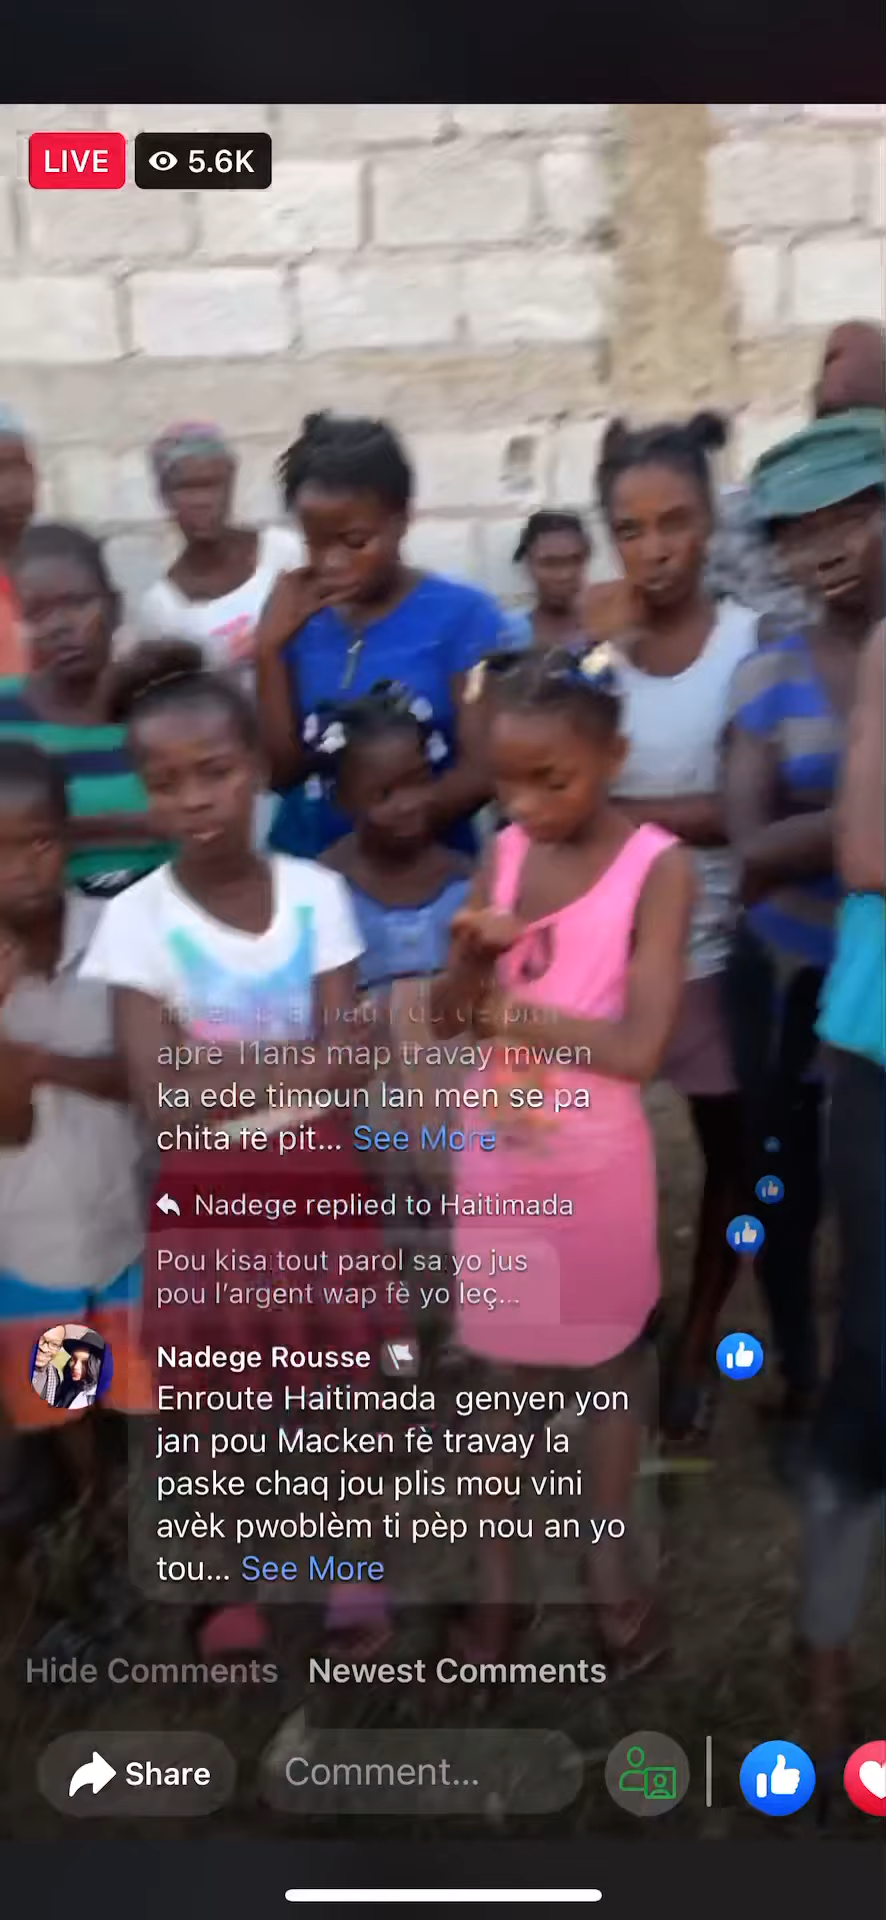 LIVE 5.6K
aprè 11ans map travay mwen
ka ede timoun lan men se pa
chita fè pit... See More
Nadege replied to Haitimada
Pou kisa tout parol sa yo jus
pou l’argent wap fè yo leç...
Nadege Rousse
Enroute Haitimada genyen yon
jan pou Macken fè travay la
paske chaq jou plis mou vini
avèk pwoblèm ti pèp nou an yo
tou... See More
Hide Comments Newest Comments
Share Comment...